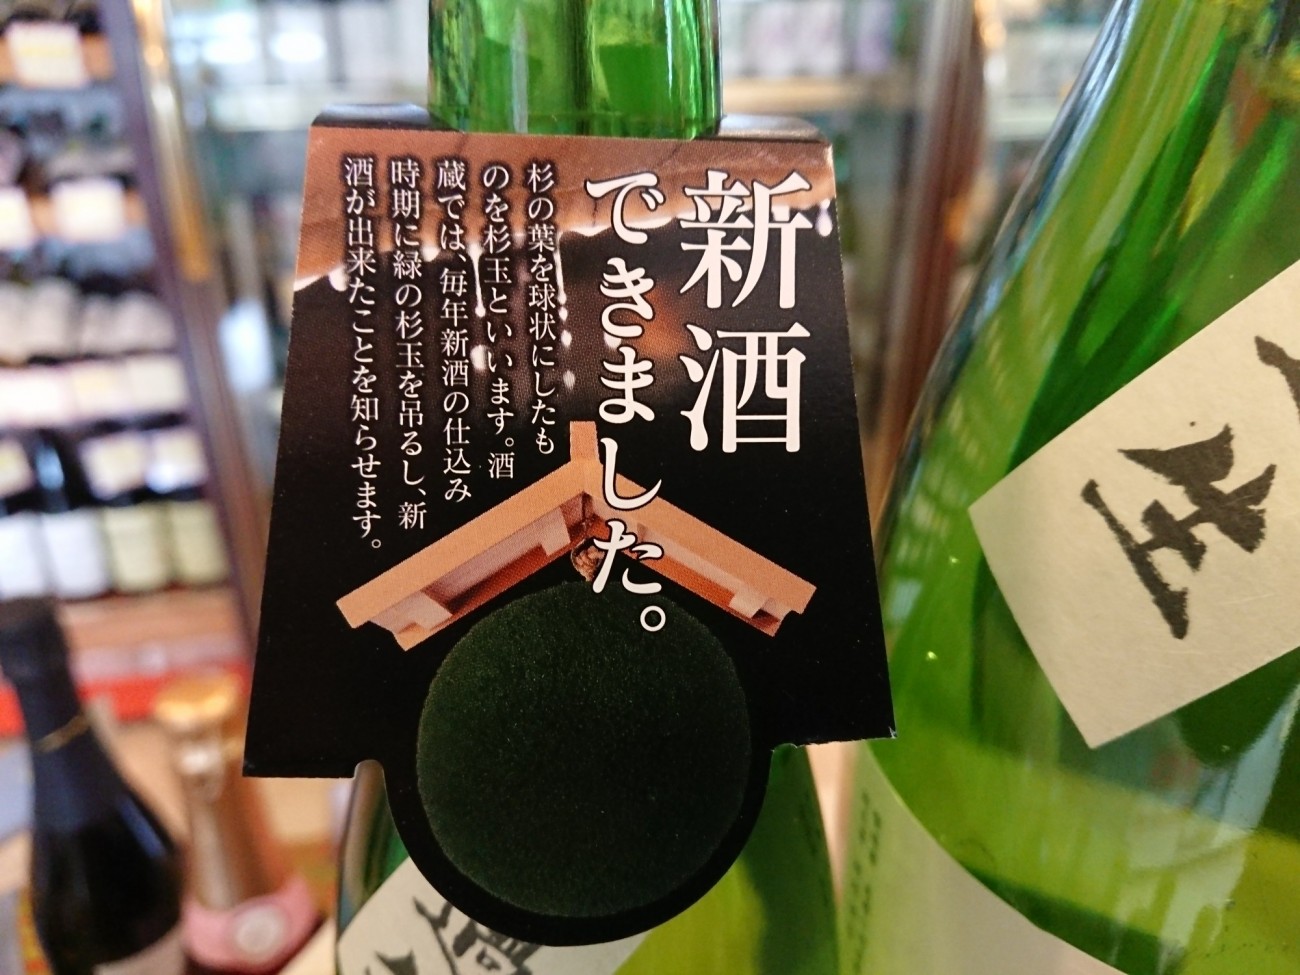 新酒
できました。
杉の葉を球状にしたも
のを杉玉といいます。酒
蔵では、毎年新酒の仕込み
時期に緑の杉玉を吊るし、新
酒が出来たことを知らせます。
生